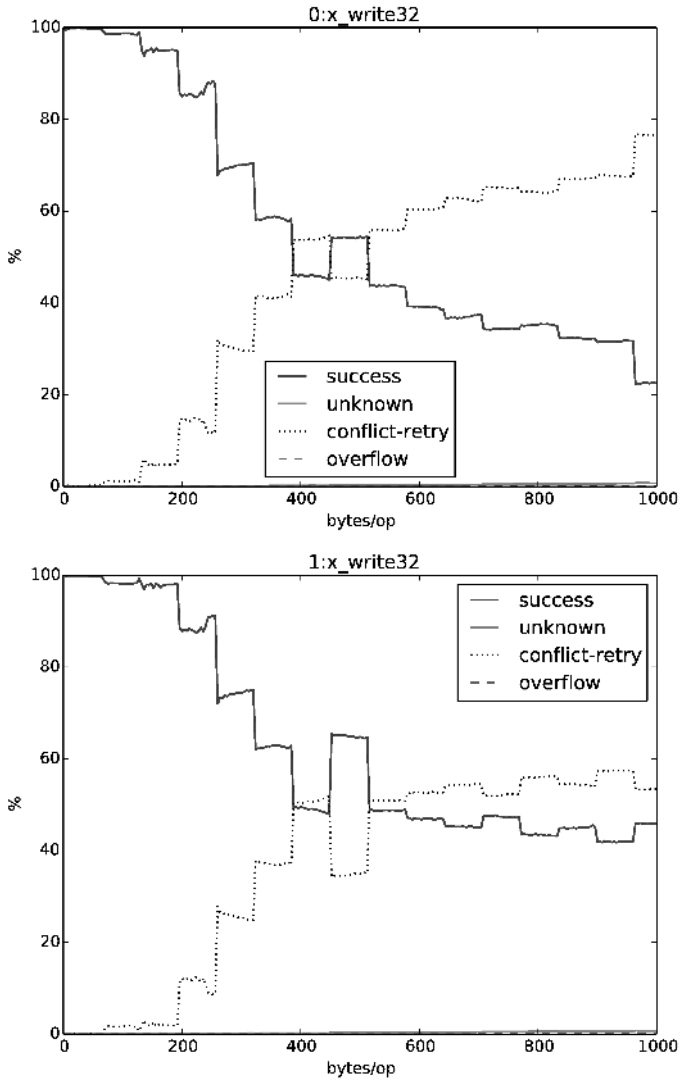 0:x_write32
100
80
60
40
20
0
%
success
unknown
conflict-retry
overflow
0 200 400 600 800 1000
bytes/op
1:x_write32
100
80
60
40
20
0
%
success
unknown
conflict-retry
overflow
0 200 400 600 800 1000
bytes/op